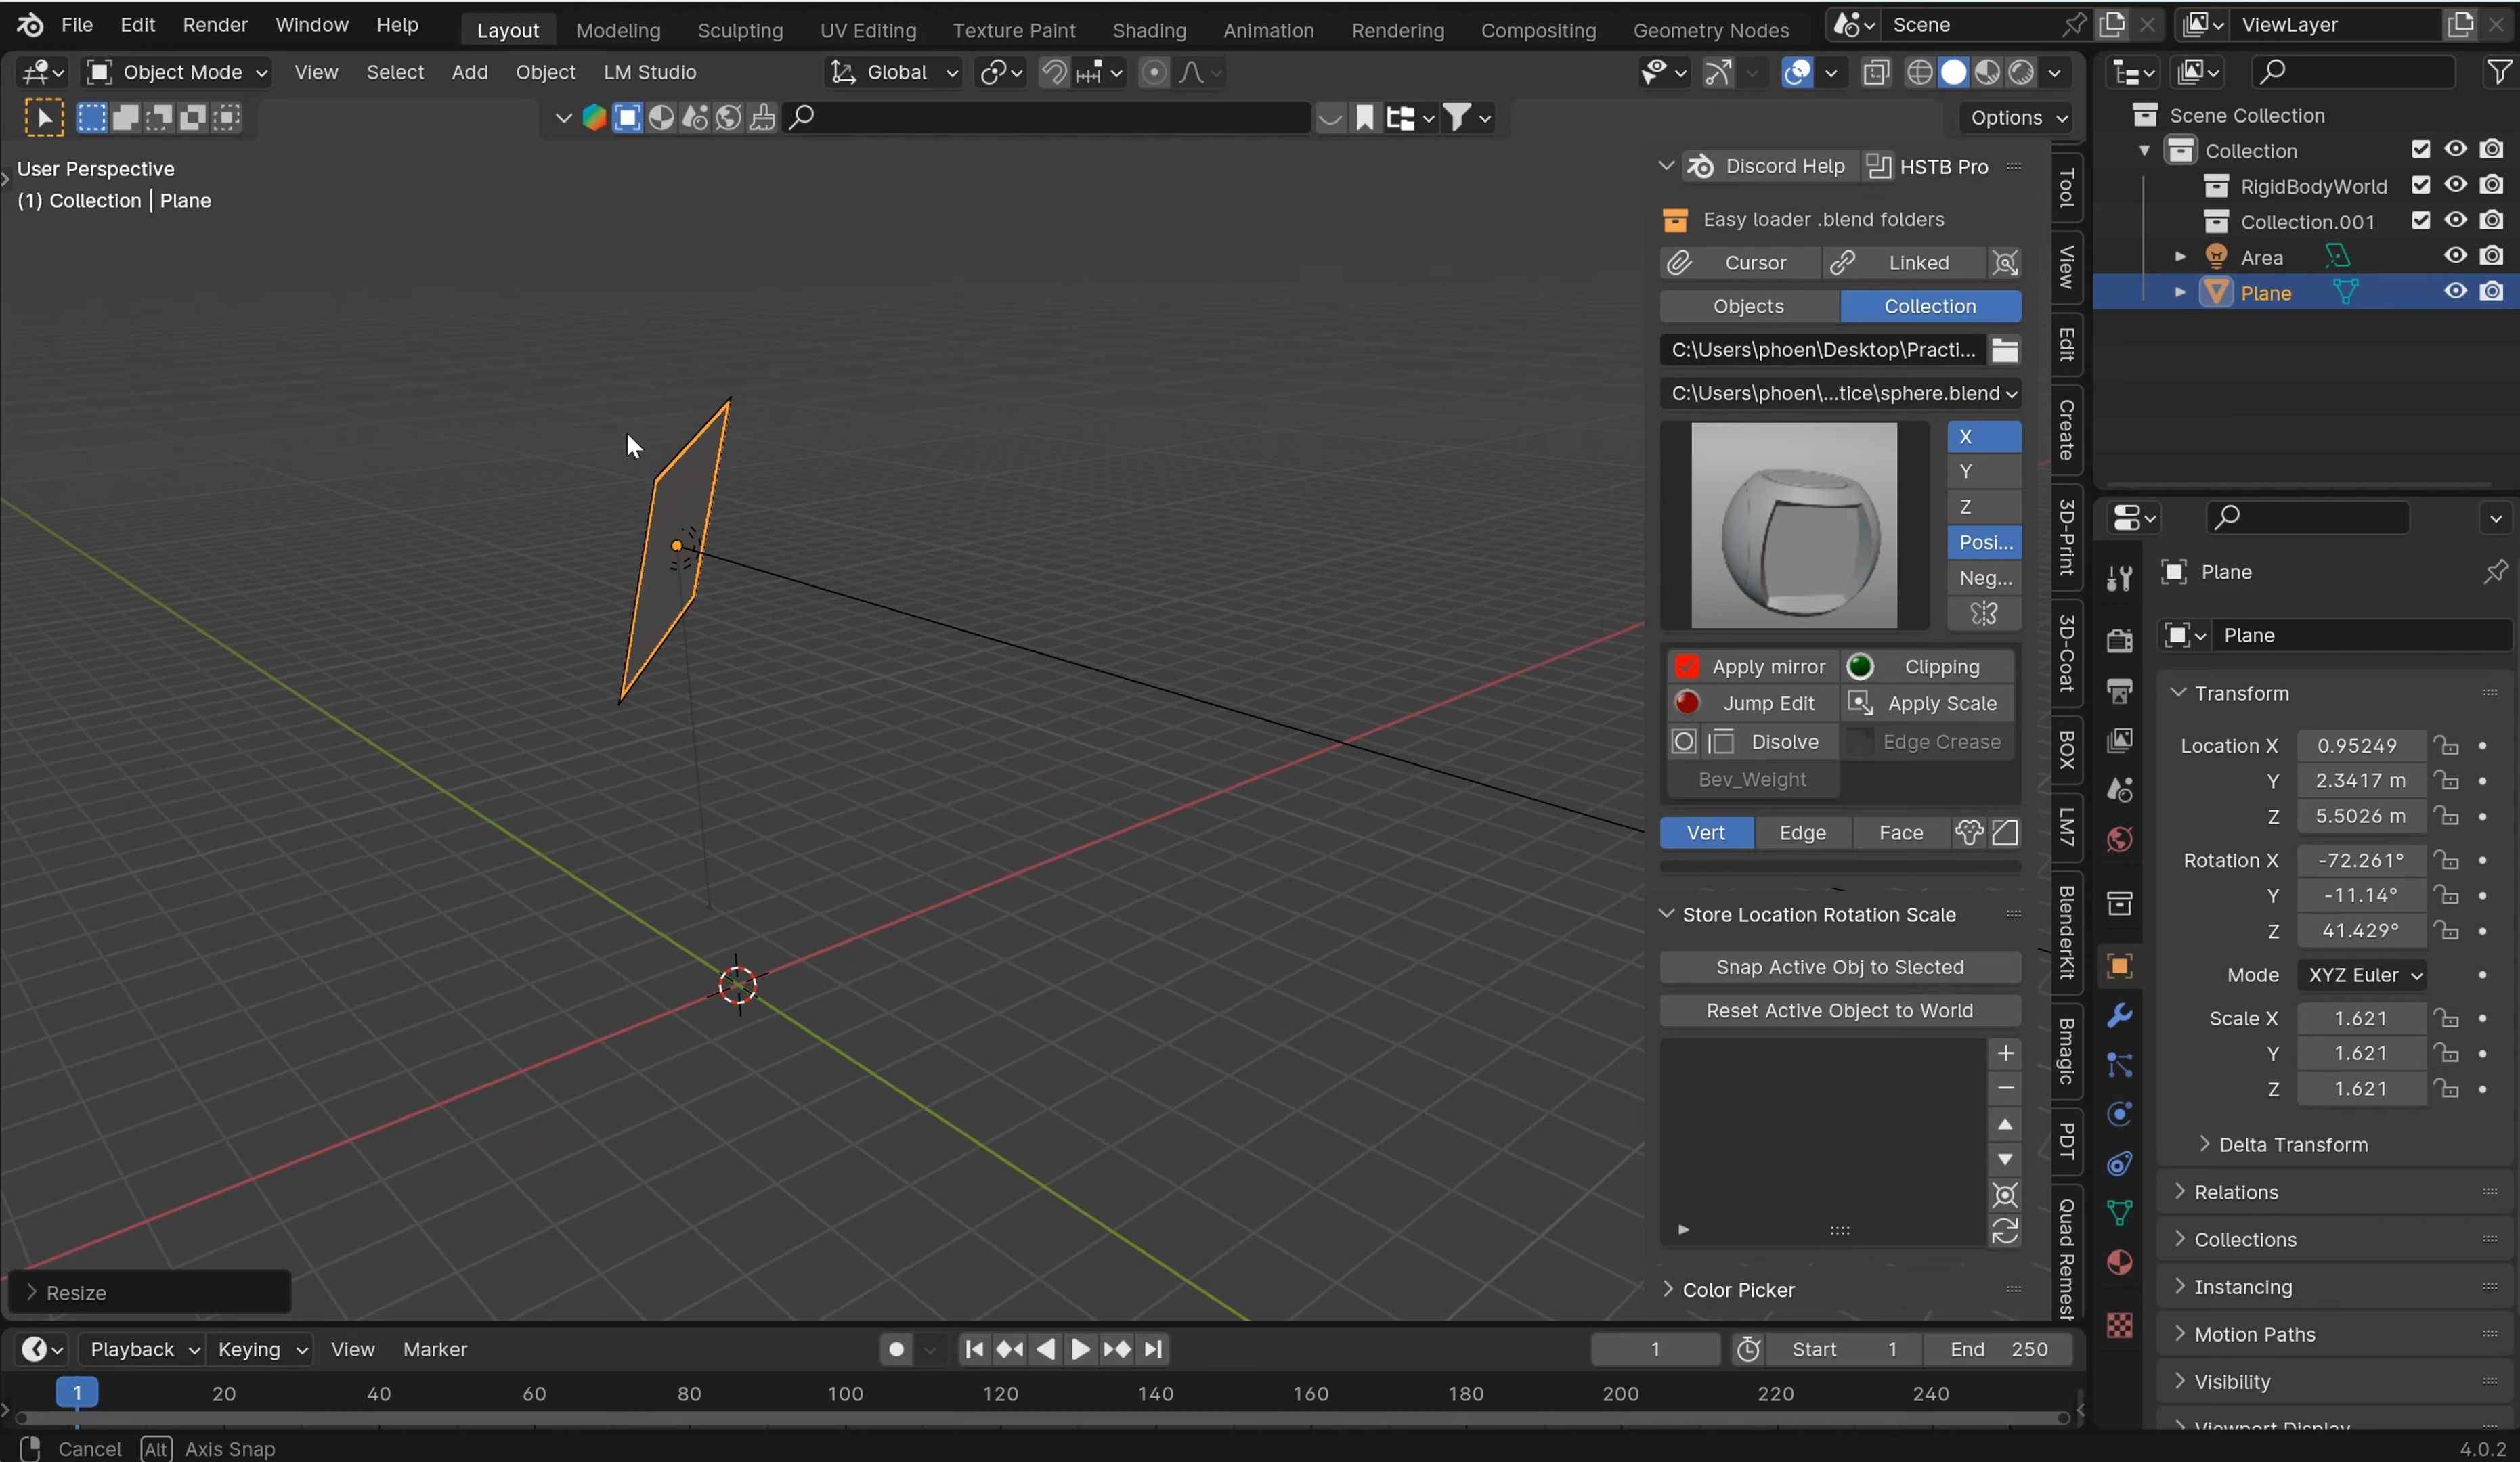 File Edit Render Window Help Layout Modeling Sculpting UV Editing Texture Paint Shading Animation Rendering Compositing Geometry Nodes Scene ViewLayer
Object Mode View Select Add Object LM Studio Global
Options
User Perspective
(1) Collection | Plane
Discord Help HSTB Pro
Easy loader .blend folders
Cursor Linked
Objects Collection
C:\Users\phoen\Desktop\Practi...
C:\Users\phoen\...tice\sphere.blend
X
Y
Z
Posi...
Neg...
Apply mirror Clipping
Jump Edit Apply Scale
Disolve Edge Crease
Bev_Weight
Vert Edge Face
Store Location Rotation Scale
Snap Active Obj to Slected
Reset Active Object to World
Color Picker
Tool
View
Edit
Create
3D-Print
3D-Coat
BOX
LM7
BlenderKit
Bmagic
PDT
Quad Remesh
Scene Collection
Collection
RigidBodyWorld
Collection.001
Area
Plane
Plane
Plane
Transform
Location X 0.95249
Y 2.3417 m
Z 5.5026 m
Rotation X -72.261°
Y -11.14°
Z 41.429°
Mode XYZ Euler
Scale X 1.621
Y 1.621
Z 1.621
Delta Transform
Relations
Collections
Instancing
Motion Paths
Visibility
Viewport Display
Resize
Playback Keying View Marker 1 Start 1 End 250
1 20 40 60 80 100 120 140 160 180 200 220 240
Cancel Alt Axis Snap 4.0.2